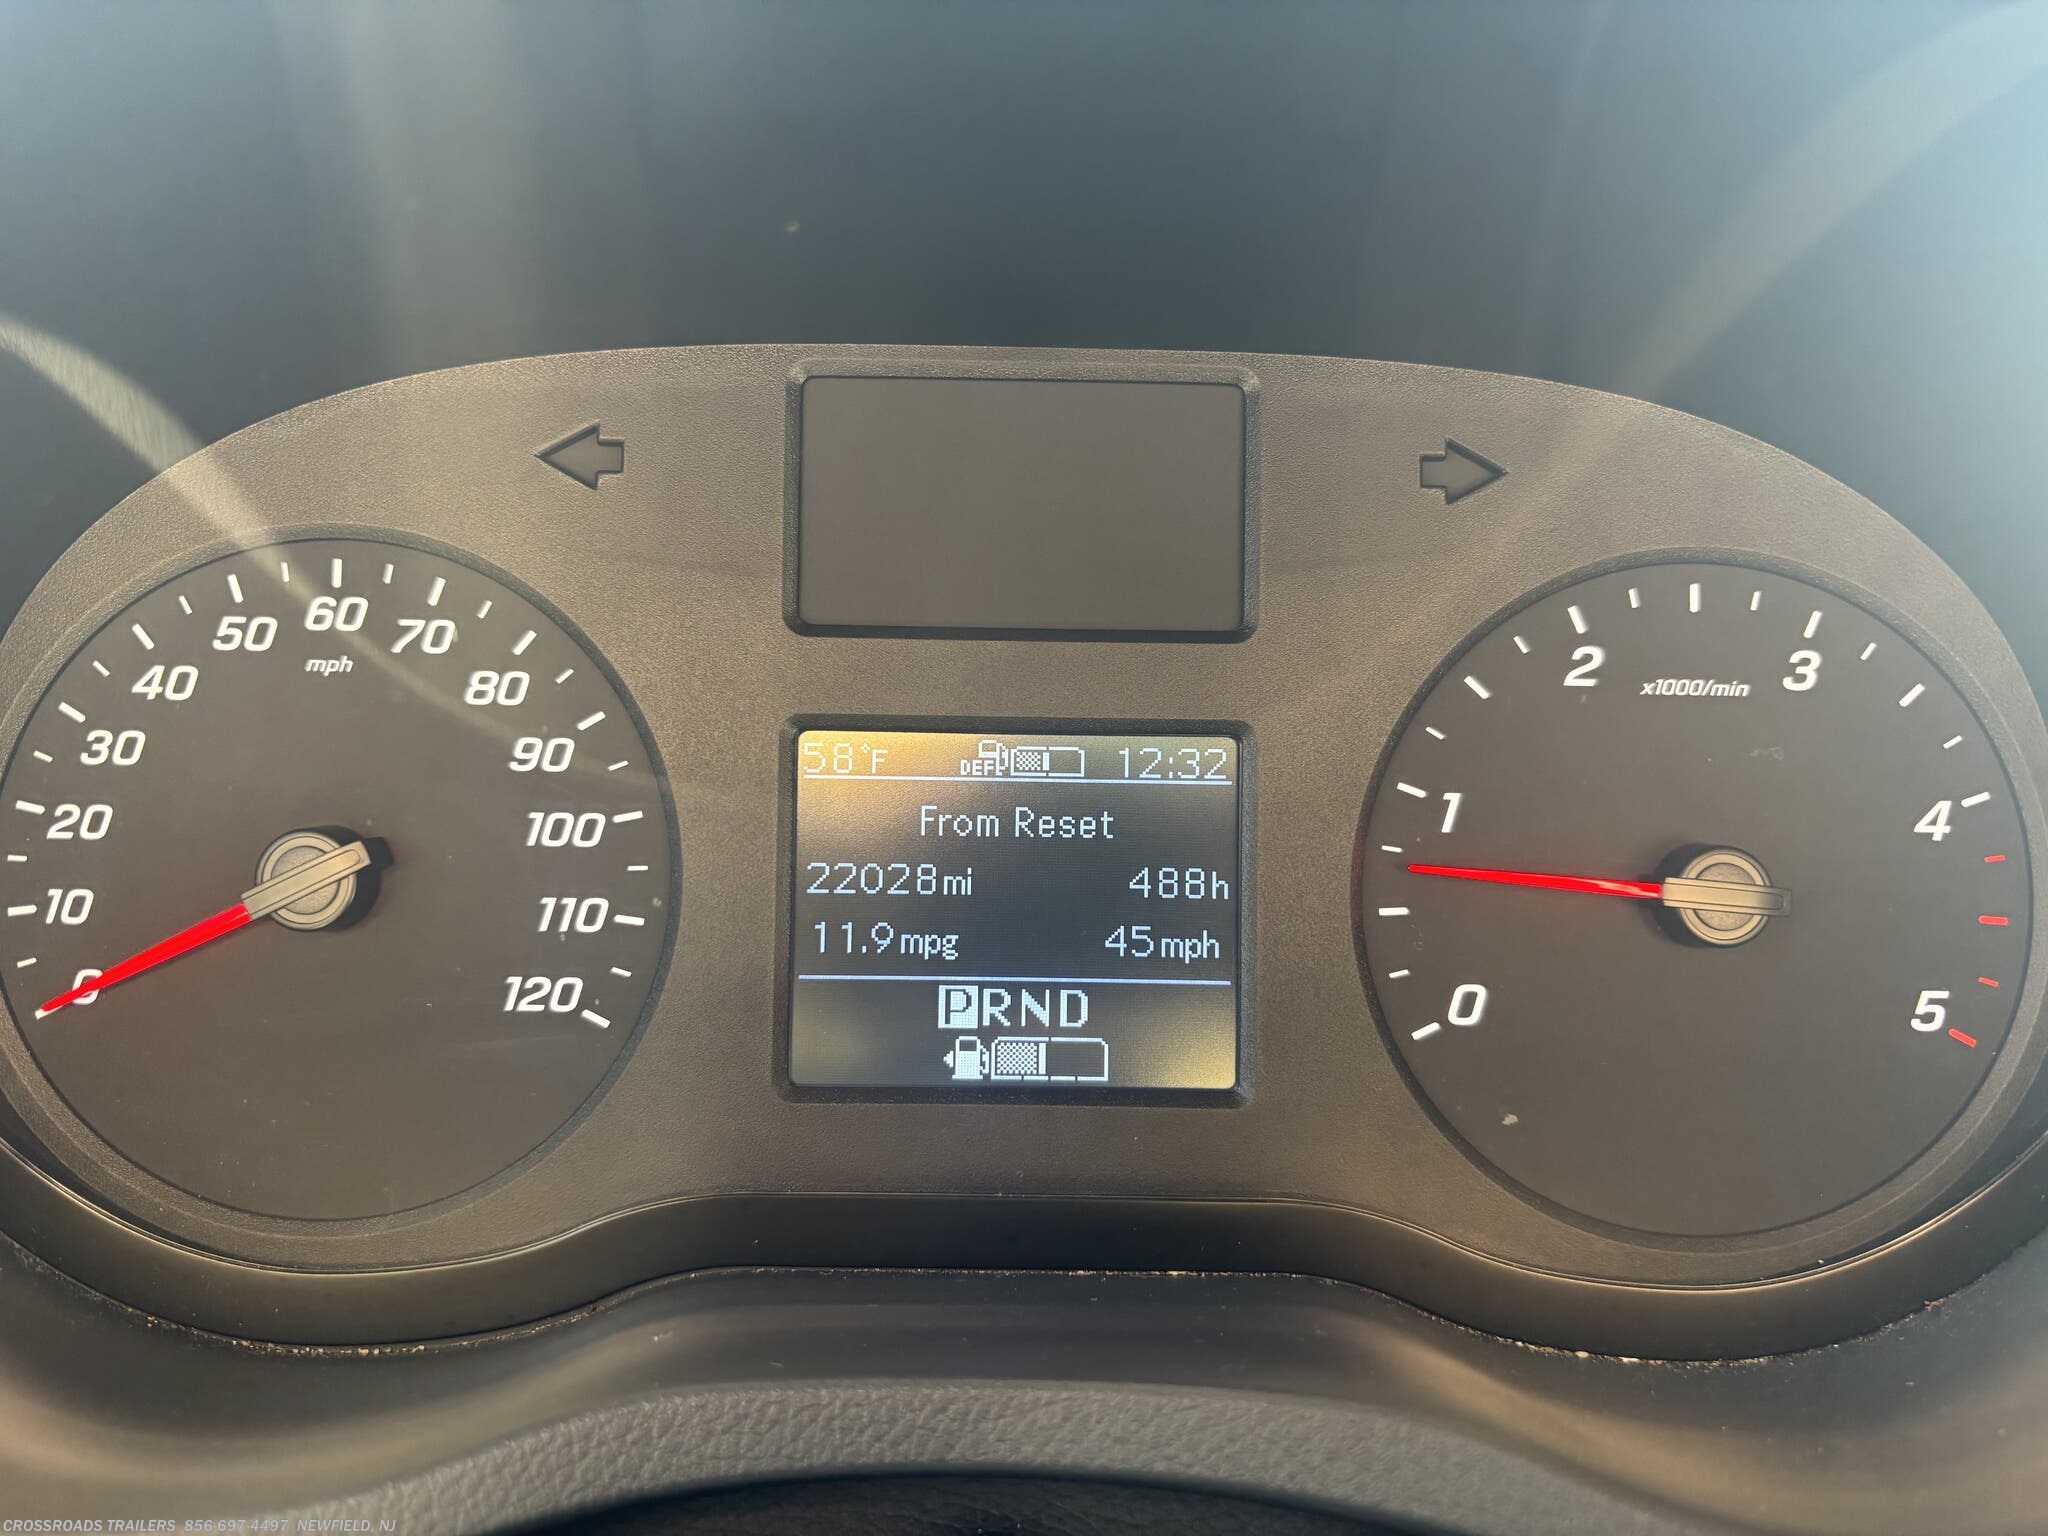 58°F DEF 12:32
From Reset
22028mi 488h
11.9mpg 45mph
PRND
0
10
20
30
40
50
60
70
80
90
100
110
120
mph
0
1
2
3
4
5
x1000/min
CROSSROADS TRAILERS 856-697-4497 NEWFIELD, NJ